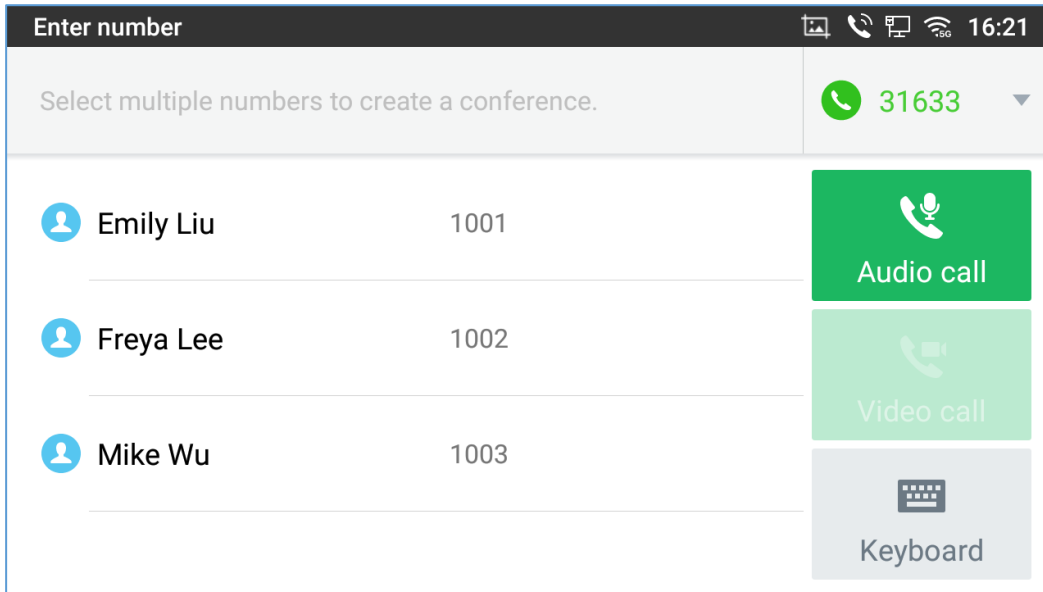 Enter number
5G 16:21
Select multiple numbers to create a conference.
31633
Emily Liu 1001
Audio call
Freya Lee 1002
Video call
Mike Wu 1003
Keyboard